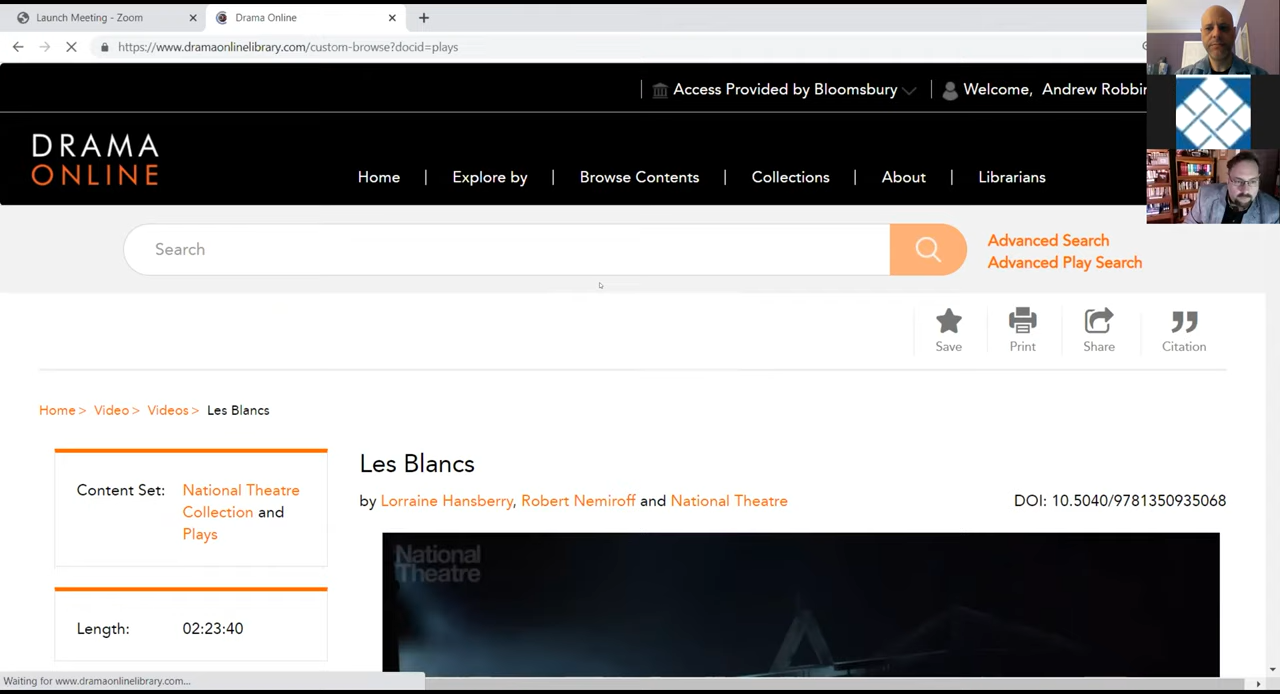 Launch Meeting - Zoom
Drama Online
https://www.dramaonlinelibrary.com/custom-browse?docid=plays
Access Provided by Bloomsbury
Welcome, Andrew Robbin
DRAMA
ONLINE
Home
Explore by
Browse Contents
Collections
About
Librarians
Search
Advanced Search
Advanced Play Search
Save
Print
Share
Citation
Home > Video > Videos > Les Blancs
Content Set: National Theatre
Collection and
Plays
Length: 02:23:40
Les Blancs
by Lorraine Hansberry, Robert Nemiroff and National Theatre
DOI: 10.5040/9781350935068
National
Theatre
Waiting for www.dramaonlinelibrary.com...